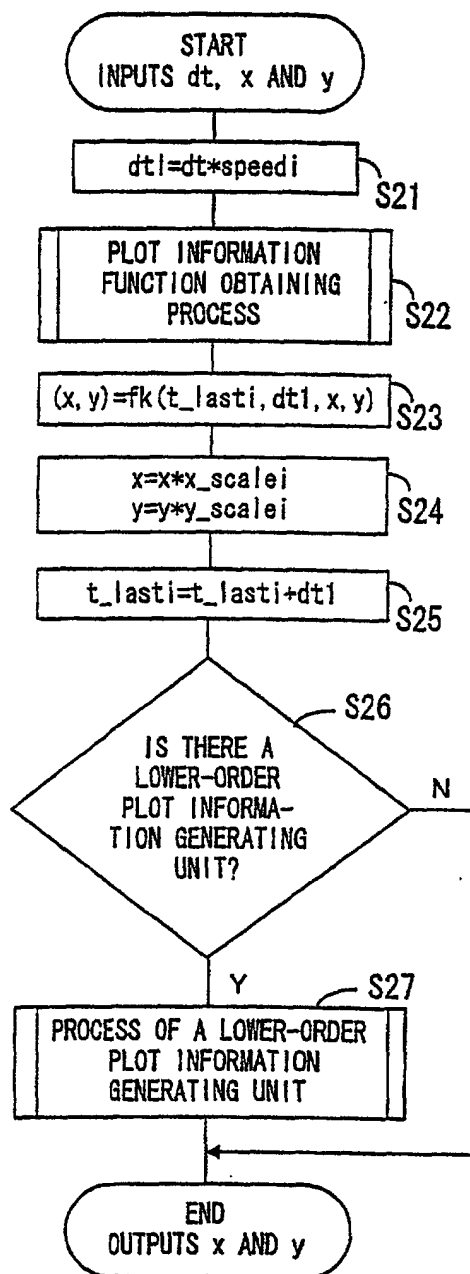 START
INPUTS dt, x AND y
dt1=dt*speedi
S21
PLOT INFORMATION
FUNCTION OBTAINING
PROCESS
S22
(x, y)=fk(t_lasti, dt1, x, y)
S23
x=x*x_scalei
y=y*y_scalei
S24
t_lasti=t_lasti+dt1
S25
S26
IS THERE A
LOWER-ORDER
PLOT INFORMA-
TION GENERATING
UNIT?
N
Y
S27
PROCESS OF A LOWER-ORDER
PLOT INFORMATION
GENERATING UNIT
END
OUTPUTS x AND y